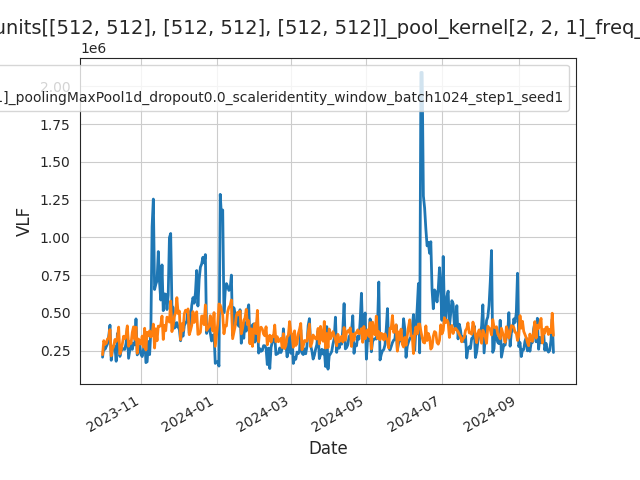 units[[512, 512], [512, 512], [512, 512]]_pool_kernel[2, 2, 1]_freq_
1e6
1]_poolingMaxPool1d_dropout0.0_scaleridentity_window_batch1024_step1_seed1
2.00
1.75
1.50
1.25
1.00
0.75
0.50
0.25
VLF
2023-11
2024-01
2024-03
2024-05
2024-07
2024-09
Date